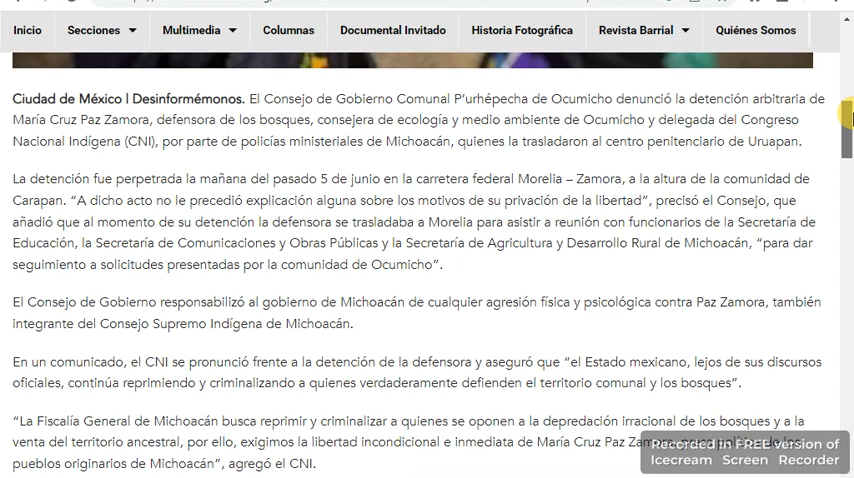 Inicio Secciones Multimedia Columnas Documental Invitado Historia Fotográfica Revista Barrial Quiénes Somos
Ciudad de México | Desinformémonos. El Consejo de Gobierno Comunal P'urhépecha de Ocumicho denunció la detención arbitraria de
María Cruz Paz Zamora, defensora de los bosques, consejera de ecología y medio ambiente de Ocumicho y delegada del Congreso
Nacional Indígena (CNI), por parte de policías ministeriales de Michoacán, quienes la trasladaron al centro penitenciario de Uruapan.
La detención fue perpetrada la mañana del pasado 5 de junio en la carretera federal Morelia – Zamora, a la altura de la comunidad de
Carapan. “A dicho acto no le precedió explicación alguna sobre los motivos de su privación de la libertad”, precisó el Consejo, que
añadió que al momento de su detención la defensora se trasladaba a Morelia para asistir a reunión con funcionarios de la Secretaría de
Educación, la Secretaría de Comunicaciones y Obras Públicas y la Secretaría de Agricultura y Desarrollo Rural de Michoacán, “para dar
seguimiento a solicitudes presentadas por la comunidad de Ocumicho”.
El Consejo de Gobierno responsabilizó al gobierno de Michoacán de cualquier agresión física y psicológica contra Paz Zamora, también
integrante del Consejo Supremo Indígena de Michoacán.
En un comunicado, el CNI se pronunció frente a la detención de la defensora y aseguró que “el Estado mexicano, lejos de sus discursos
oficiales, continúa reprimiendo y criminalizando a quienes verdaderamente defienden el territorio comunal y los bosques”.
“La Fiscalía General de Michoacán busca reprimir y criminalizar a quienes se oponen a la depredación irracional de los bosques y a la
venta del territorio ancestral, por ello, exigimos la libertad incondicional e inmediata de María Cruz Paz
pueblos originarios de Michoacán”, agregó el CNI.
Recorded in FREE version of
Icecream Screen Recorder